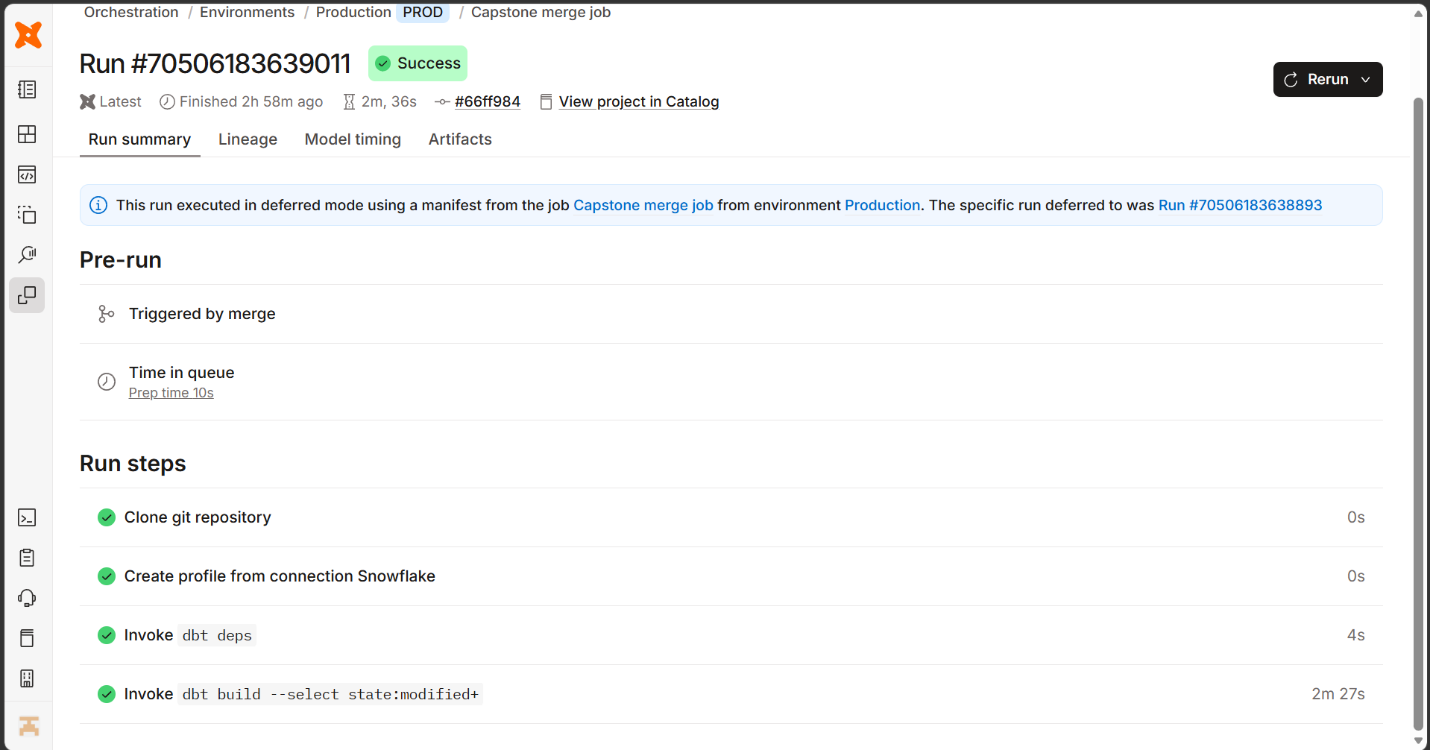 Orchestration / Environments / Production PROD / Capstone merge job
Run #70506183639011 Success
Rerun
Latest Finished 2h 58m ago 2m, 36s #66ff984 View project in Catalog
Run summary Lineage Model timing Artifacts
This run executed in deferred mode using a manifest from the job Capstone merge job from environment Production. The specific run deferred to was Run #70506183638893
Pre-run
Triggered by merge
Time in queue
Prep time 10s
Run steps
Clone git repository 0s
Create profile from connection Snowflake 0s
Invoke dbt deps 4s
Invoke dbt build --select state:modified+ 2m 27s